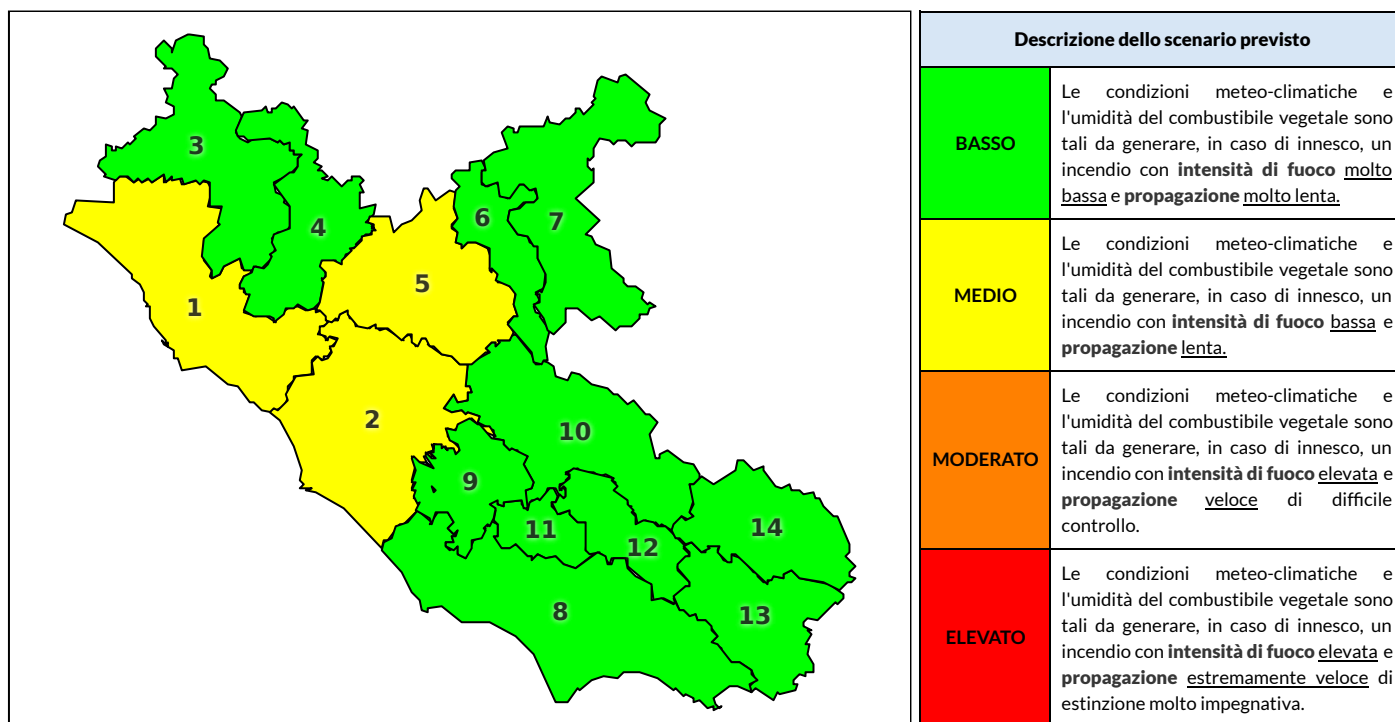 3
4
6
7
5
1
2
10
9
11
12
14
8
13
Descrizione dello scenario previsto
BASSO
Le condizioni meteo-climatiche e
l'umidità del combustibile vegetale sono
tali da generare, in caso di innesco, un
incendio con intensità di fuoco molto
bassa e propagazione molto lenta.
MEDIO
Le condizioni meteo-climatiche e
l'umidità del combustibile vegetale sono
tali da generare, in caso di innesco, un
incendio con intensità di fuoco bassa e
propagazione lenta.
MODERATO
Le condizioni meteo-climatiche e
l'umidità del combustibile vegetale sono
tali da generare, in caso di innesco, un
incendio con intensità di fuoco elevata e
propagazione veloce di difficile
controllo.
ELEVATO
Le condizioni meteo-climatiche e
l'umidità del combustibile vegetale sono
tali da generare, in caso di innesco, un
incendio con intensità di fuoco elevata e
propagazione estremamente veloce di
estinzione molto impegnativa.